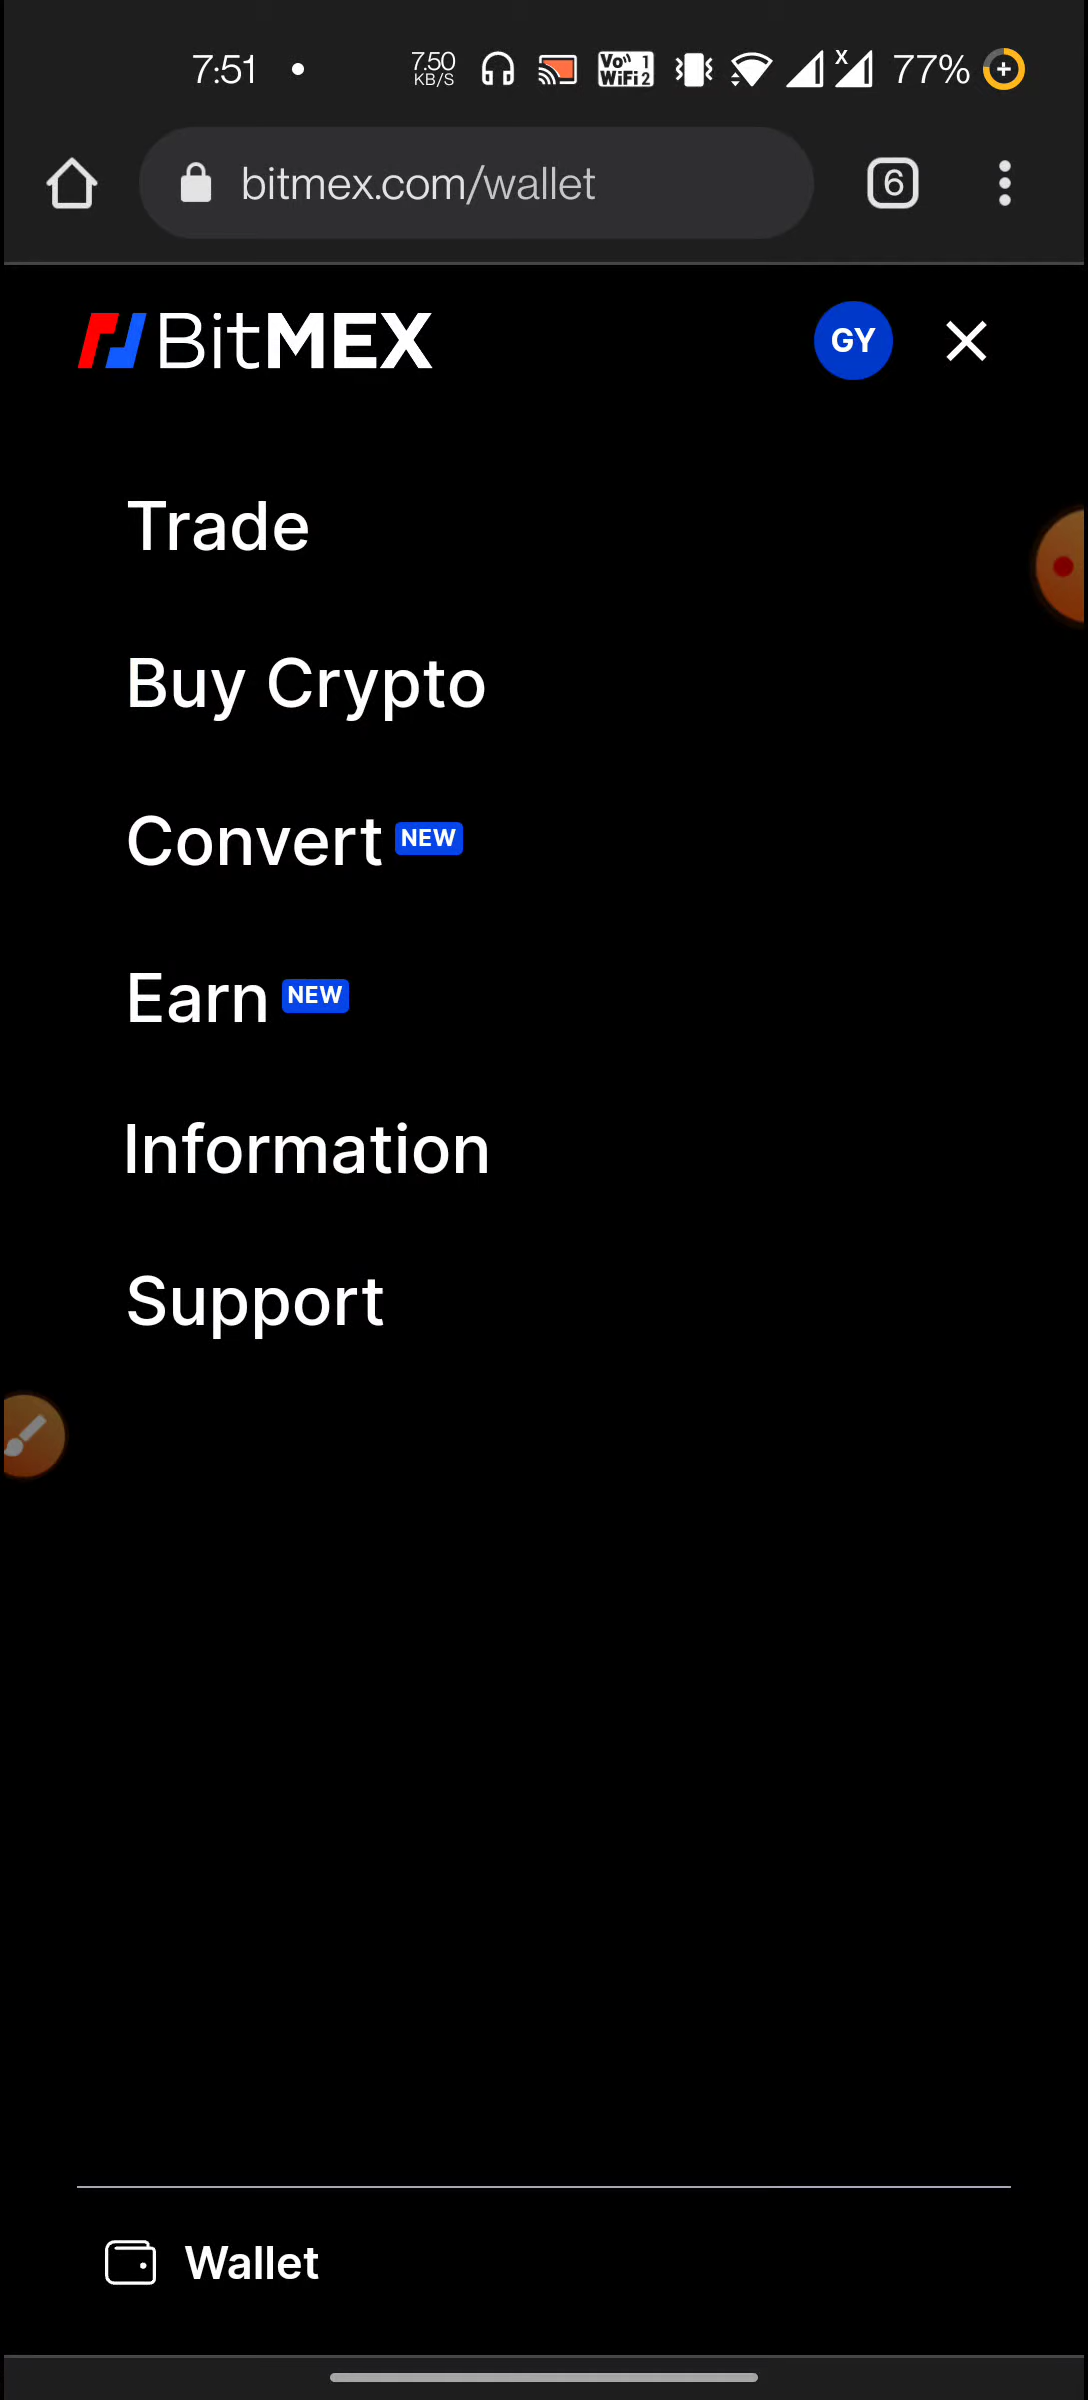 7:51
7.50
KB/S
Vo 1
WiFi 2
X
77%
bitmex.com/wallet
6
BitMEX
GY
Trade
Buy Crypto
Convert NEW
Earn NEW
Information
Support
Wallet